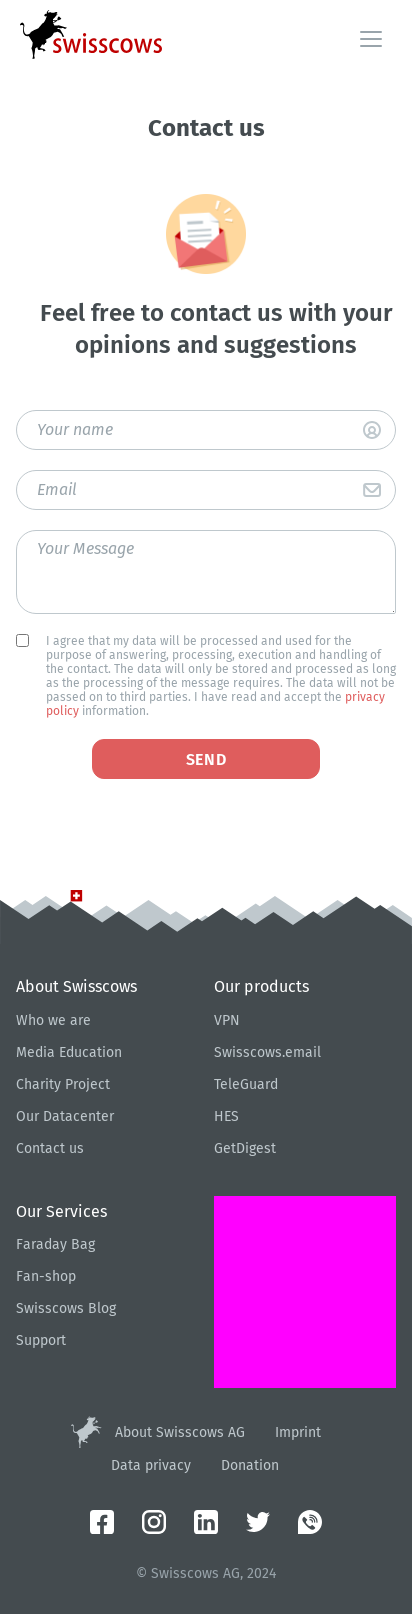 swisscows
Contact us
Feel free to contact us with your
opinions and suggestions
Your name
Email
Your Message
I agree that my data will be processed and used for the
purpose of answering, processing, execution and handling of
the contact. The data will only be stored and processed as long
as the processing of the message requires. The data will not be
passed on to third parties. I have read and accept the privacy
policy information.
SEND
About Swisscows
Who we are
Media Education
Charity Project
Our Datacenter
Contact us
Our products
VPN
Swisscows.email
TeleGuard
HES
GetDigest
Our Services
Faraday Bag
Fan-shop
Swisscows Blog
Support
About Swisscows AG Imprint
Data privacy Donation
© Swisscows AG, 2024